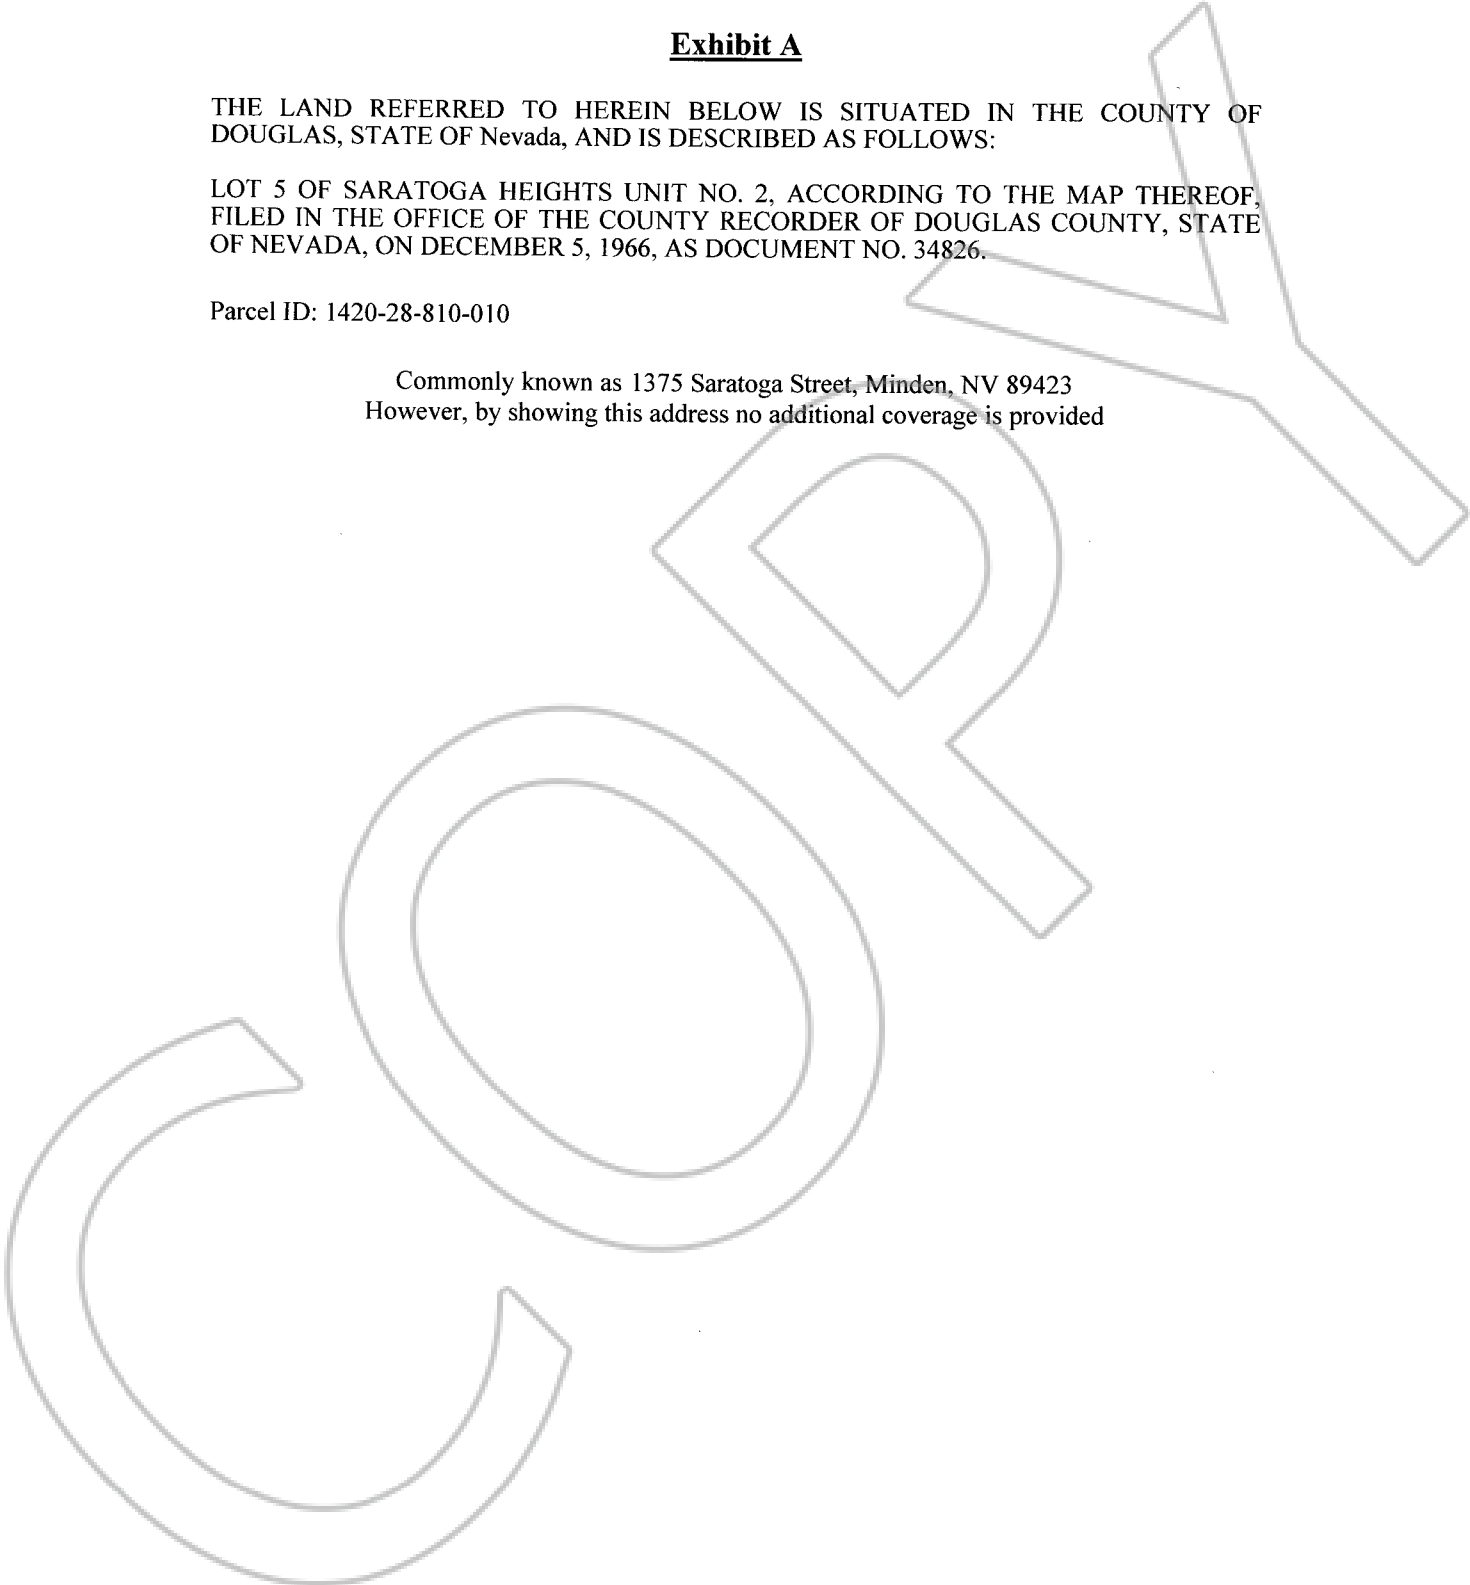 Exhibit A
THE LAND REFERRED TO HEREIN BELOW IS SITUATED IN THE COUNTY OF
DOUGLAS, STATE OF Nevada, AND IS DESCRIBED AS FOLLOWS:
LOT 5 OF SARATOGA HEIGHTS UNIT NO. 2, ACCORDING TO THE MAP THEREOF,
FILED IN THE OFFICE OF THE COUNTY RECORDER OF DOUGLAS COUNTY, STATE
OF NEVADA, ON DECEMBER 5, 1966, AS DOCUMENT NO. 34826.
Parcel ID: 1420-28-810-010
Commonly known as 1375 Saratoga Street, Minden, NV 89423
However, by showing this address no additional coverage is provided
COPY